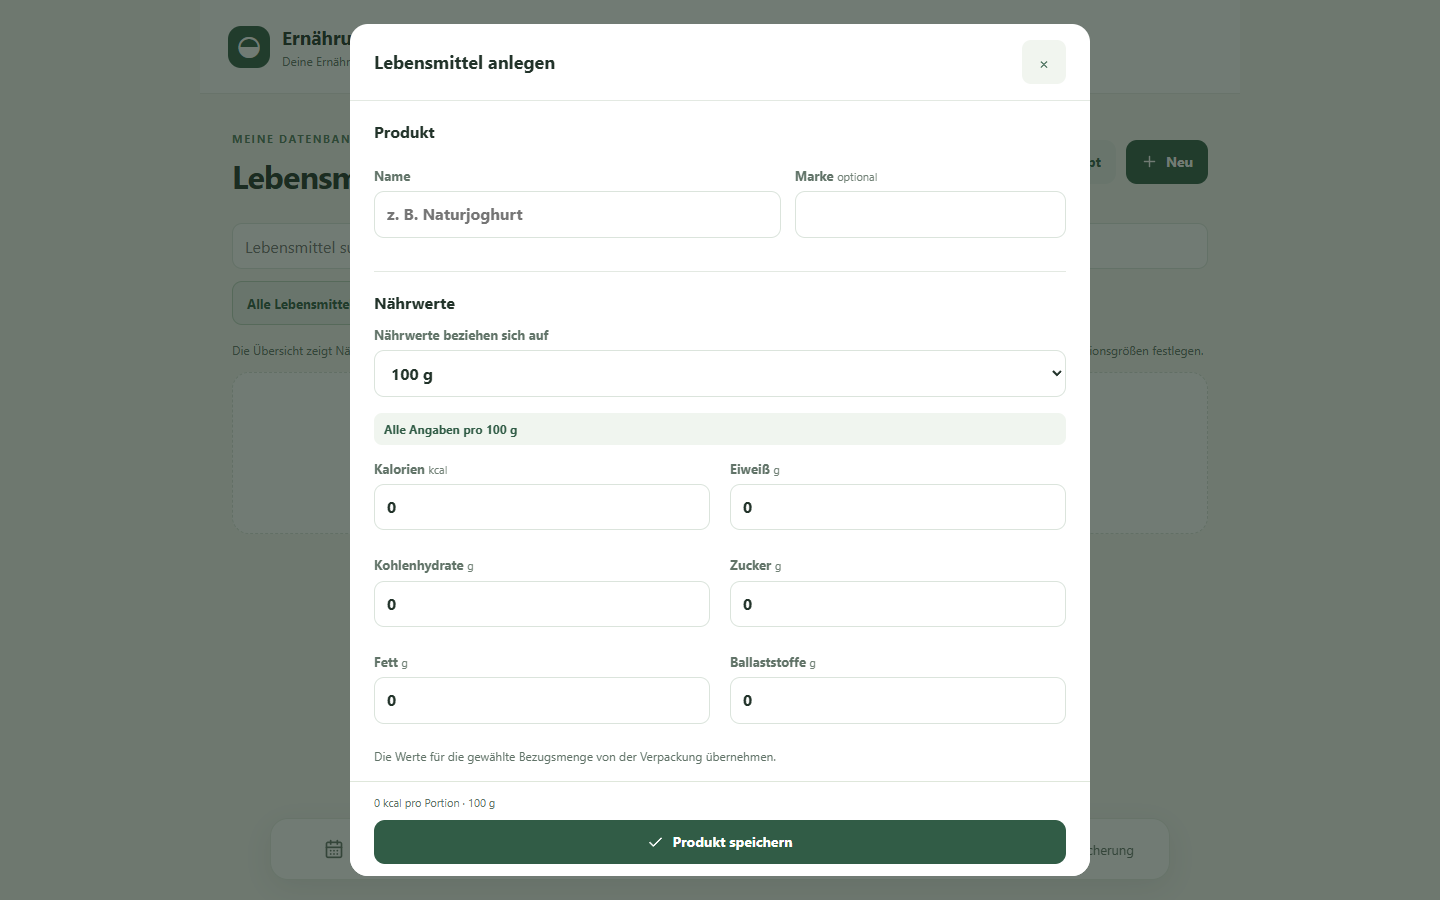 Lebensmittel anlegen
×
Ernähru
Deine Ernähr
MEINE DATENBAN
Lebensm
ot
Neu
Lebensmittel su
Alle Lebensmitte
Die Übersicht zeigt Nä
ionsgrößen festlegen.
Produkt
Name
Marke optional
z. B. Naturjoghurt
Nährwerte
Nährwerte beziehen sich auf
100 g
Alle Angaben pro 100 g
Kalorien kcal
Eiweiß g
0
0
Kohlenhydrate g
Zucker g
0
0
Fett g
Ballaststoffe g
0
0
Die Werte für die gewählte Bezugsmenge von der Verpackung übernehmen.
0 kcal pro Portion · 100 g
Produkt speichern
cherung